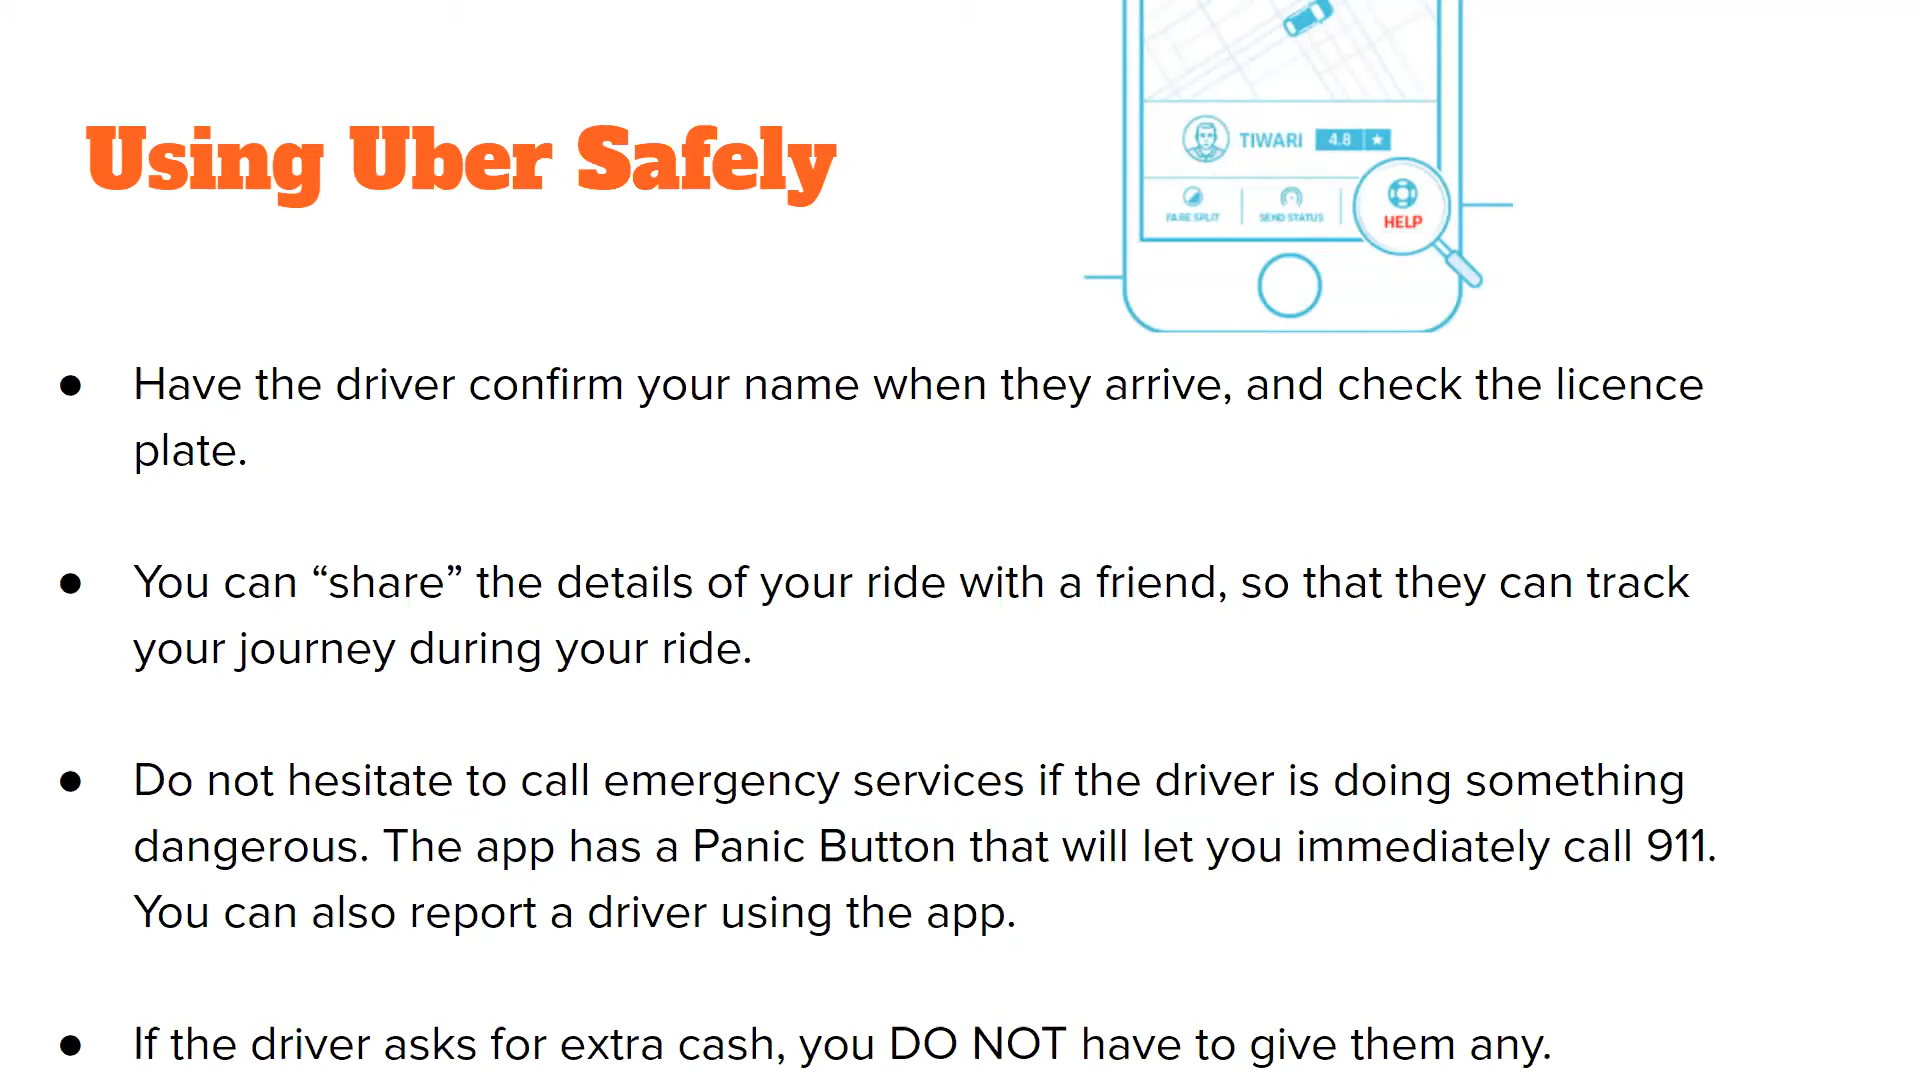 Using Uber Safely
TIWARI 4.8
FARE SPLIT SEND STATUS HELP
● Have the driver confirm your name when they arrive, and check the licence
plate.
● You can “share” the details of your ride with a friend, so that they can track
your journey during your ride.
● Do not hesitate to call emergency services if the driver is doing something
dangerous. The app has a Panic Button that will let you immediately call 911.
You can also report a driver using the app.
● If the driver asks for extra cash, you DO NOT have to give them any.